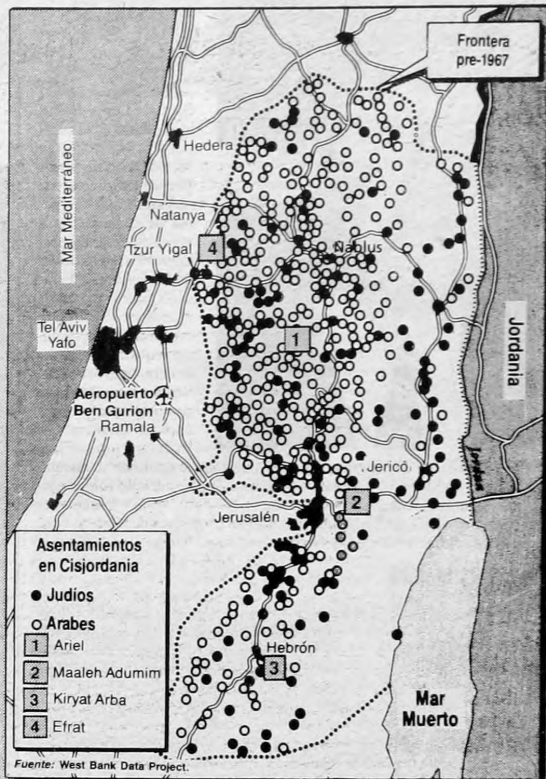 Frontera
pre-1967
Hedera
Mar Mediterráneo
Natanya
4
Tzur Yigal
Nablus
Jordania
1
Tel Aviv
Yafo
Aeropuerto
Ben Gurion
Ramala
Jericó
2
Jerusalén
Hebrón
3
Mar
Muerto
Asentamientos
en Cisjordania
Judíos
Arabes
1 Ariel
2 Maaleh Adumim
3 Kiryat Arba
4 Efrat
Fuente: West Bank Data Project.